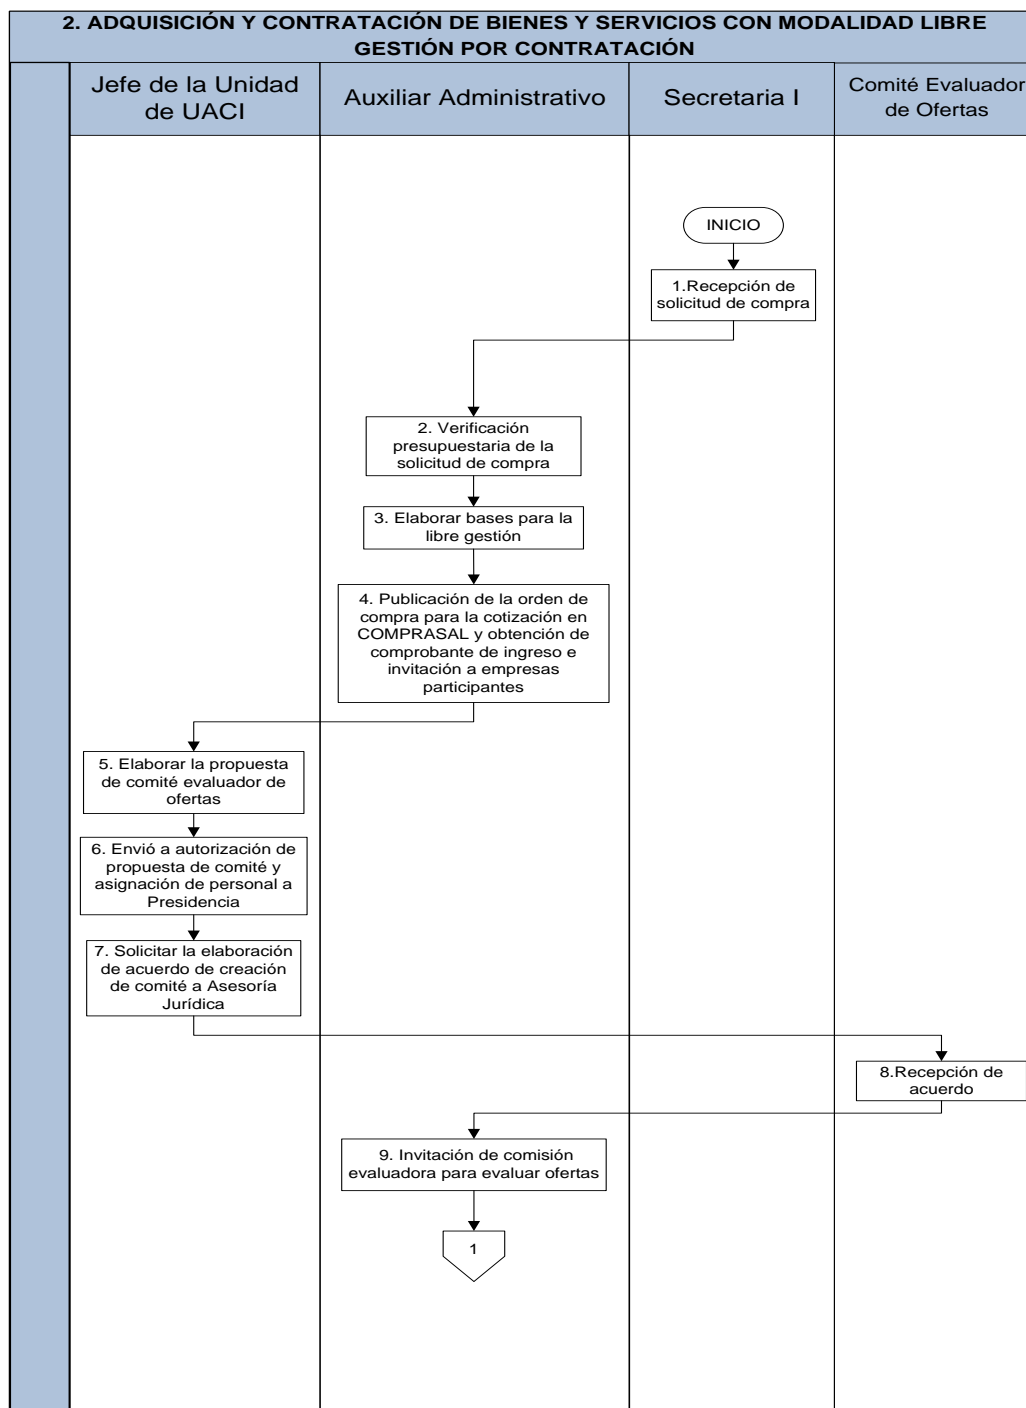 2. ADQUISICIÓN Y CONTRATACIÓN DE BIENES Y SERVICIOS CON MODALIDAD LIBRE
GESTIÓN POR CONTRATACIÓN
Jefe de la Unidad
de UACI
Auxiliar Administrativo
Secretaria I
Comité Evaluador
de Ofertas
INICIO
1.Recepción de
solicitud de compra
2. Verificación
presupuestaria de la
solicitud de compra
3. Elaborar bases para la
libre gestión
4. Publicación de la orden de
compra para la cotización en
COMPRASAL y obtención de
comprobante de ingreso e
invitación a empresas
participantes
5. Elaborar la propuesta
de comité evaluador de
ofertas
6. Envió a autorización de
propuesta de comité y
asignación de personal a
Presidencia
7. Solicitar la elaboración
de acuerdo de creación
de comité a Asesoría
Jurídica
8.Recepción de
acuerdo
9. Invitación de comisión
evaluadora para evaluar ofertas
1